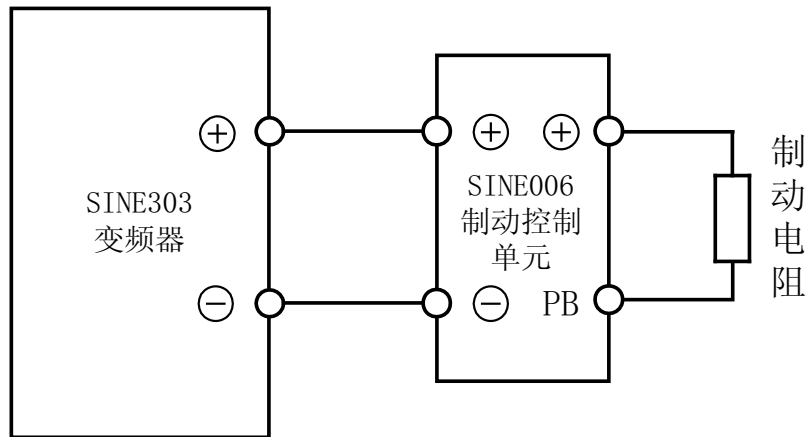 ⊕
⊕ ⊕
SINE303
变频器
SINE006
制动控制
单元
制动电阻
⊖
⊖ PB